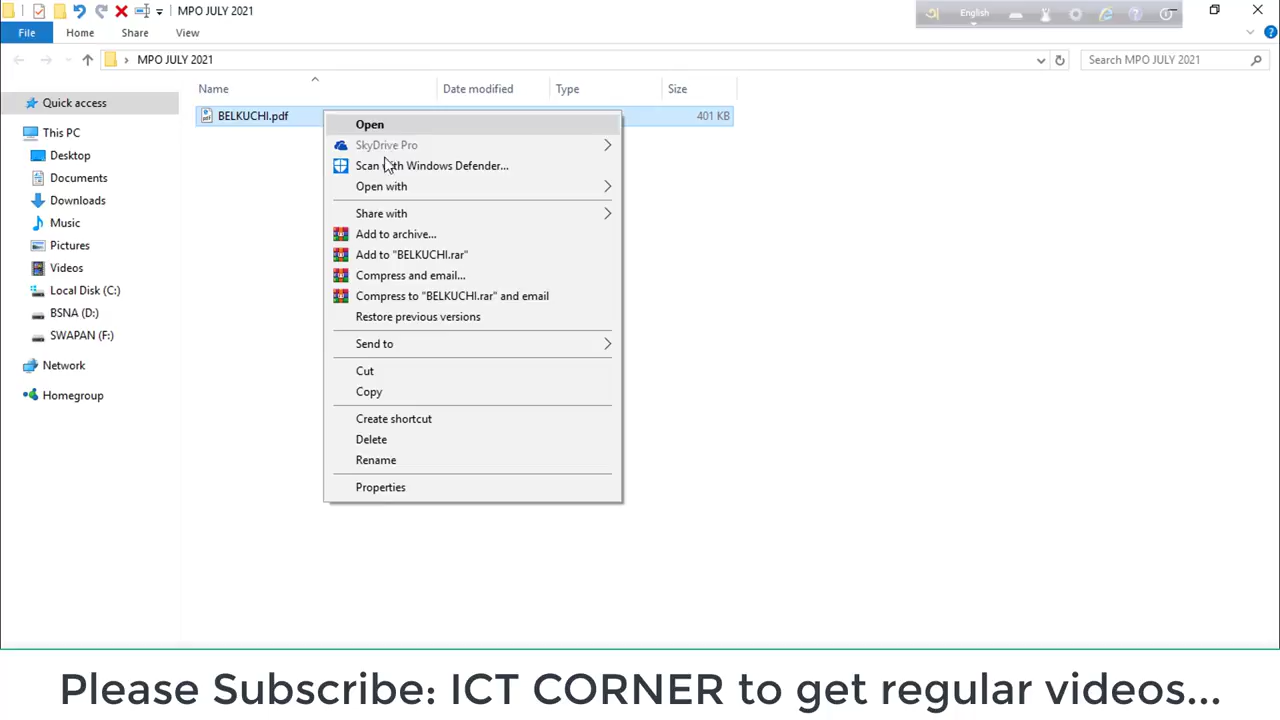 MPO JULY 2021
English
File
Home
Share
View
MPO JULY 2021
Search MPO JULY 2021
Name
Date modified
Type
Size
Quick access
This PC
Desktop
Documents
Downloads
Music
Pictures
Videos
Local Disk (C:)
BSNA (D:)
SWAPAN (F:)
Network
Homegroup
BELKUCHI.pdf
401 KB
Open
SkyDrive Pro
Scan with Windows Defender...
Open with
Share with
Add to archive...
Add to "BELKUCHI.rar"
Compress and email...
Compress to "BELKUCHI.rar" and email
Restore previous versions
Send to
Cut
Copy
Create shortcut
Delete
Rename
Properties
Please Subscribe: ICT CORNER to get regular videos...